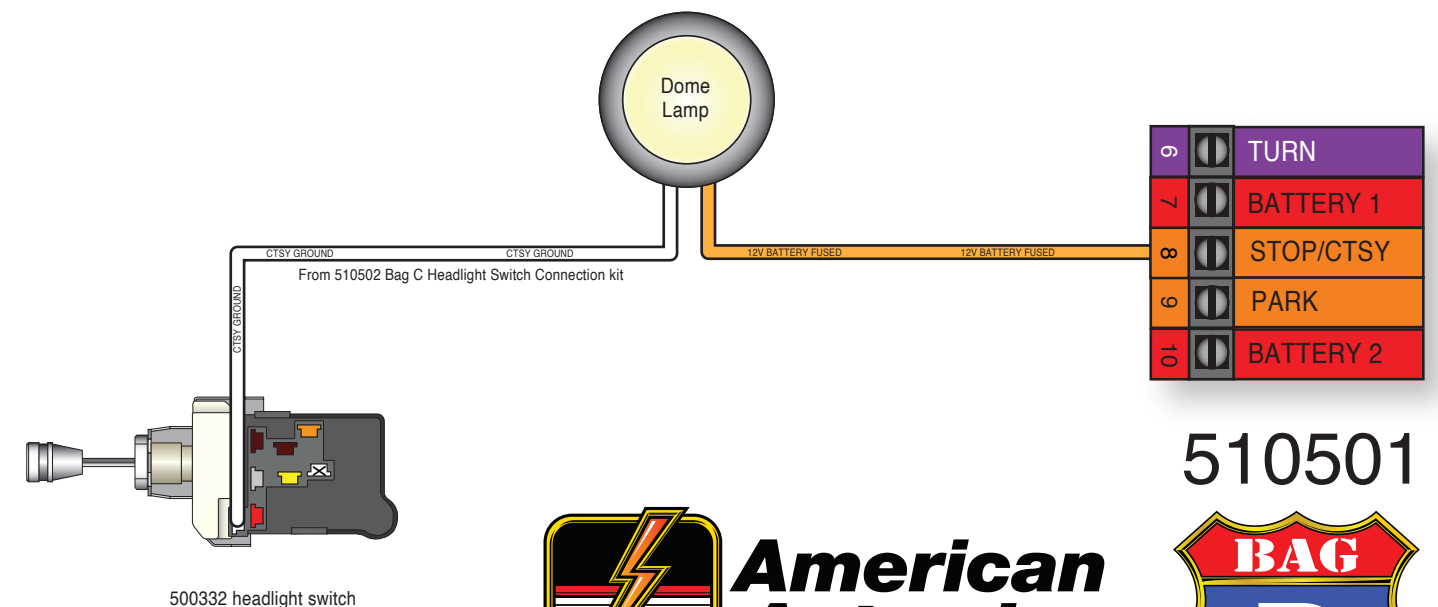 Dome
Lamp
6 TURN
7 BATTERY 1
8 STOP/CTSY
9 PARK
10 BATTERY 2
CTSY GROUND CTSY GROUND
12V BATTERY FUSED 12V BATTERY FUSED
From 510502 Bag C Headlight Switch Connection kit
CTSY GROUND
510501
American
BAG
500332 headlight switch